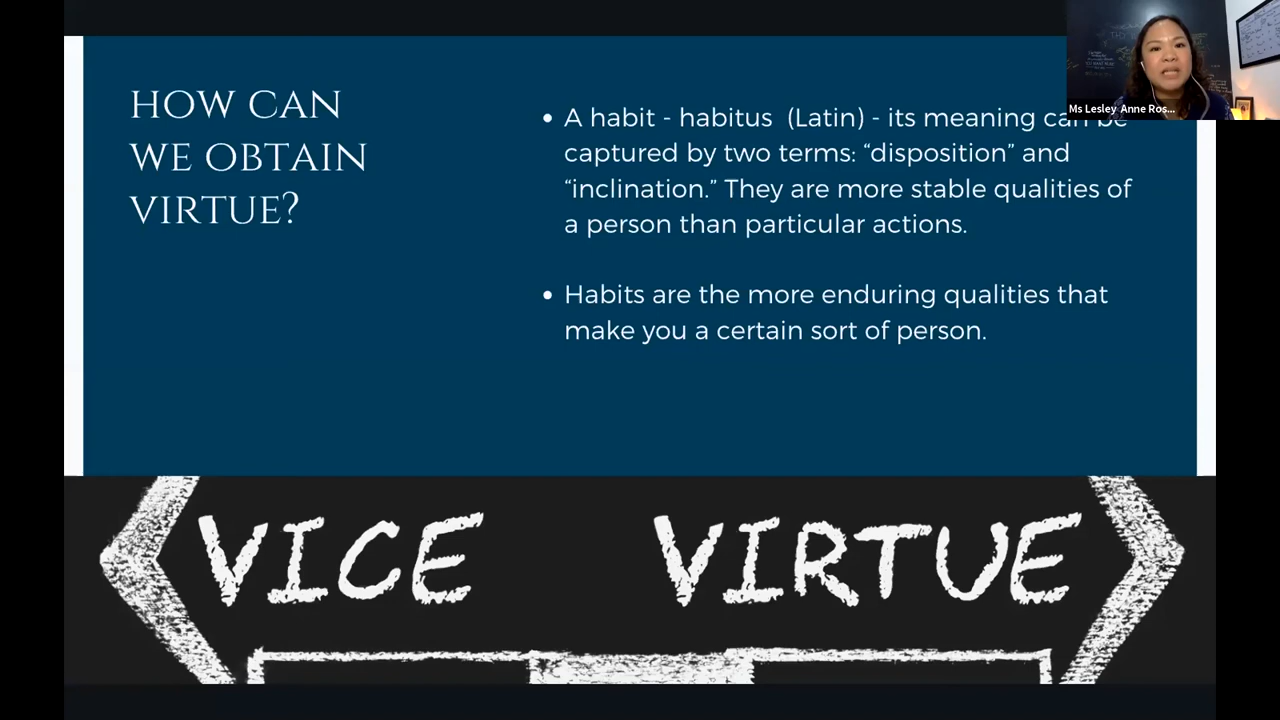 HOW CAN
WE OBTAIN
VIRTUE?
• A habit - habitus (Latin) - its meaning can be
captured by two terms: “disposition” and
“inclination.” They are more stable qualities of
a person than particular actions.
• Habits are the more enduring qualities that
make you a certain sort of person.
Ms Lesley Anne Ros...
VICE VIRTUE